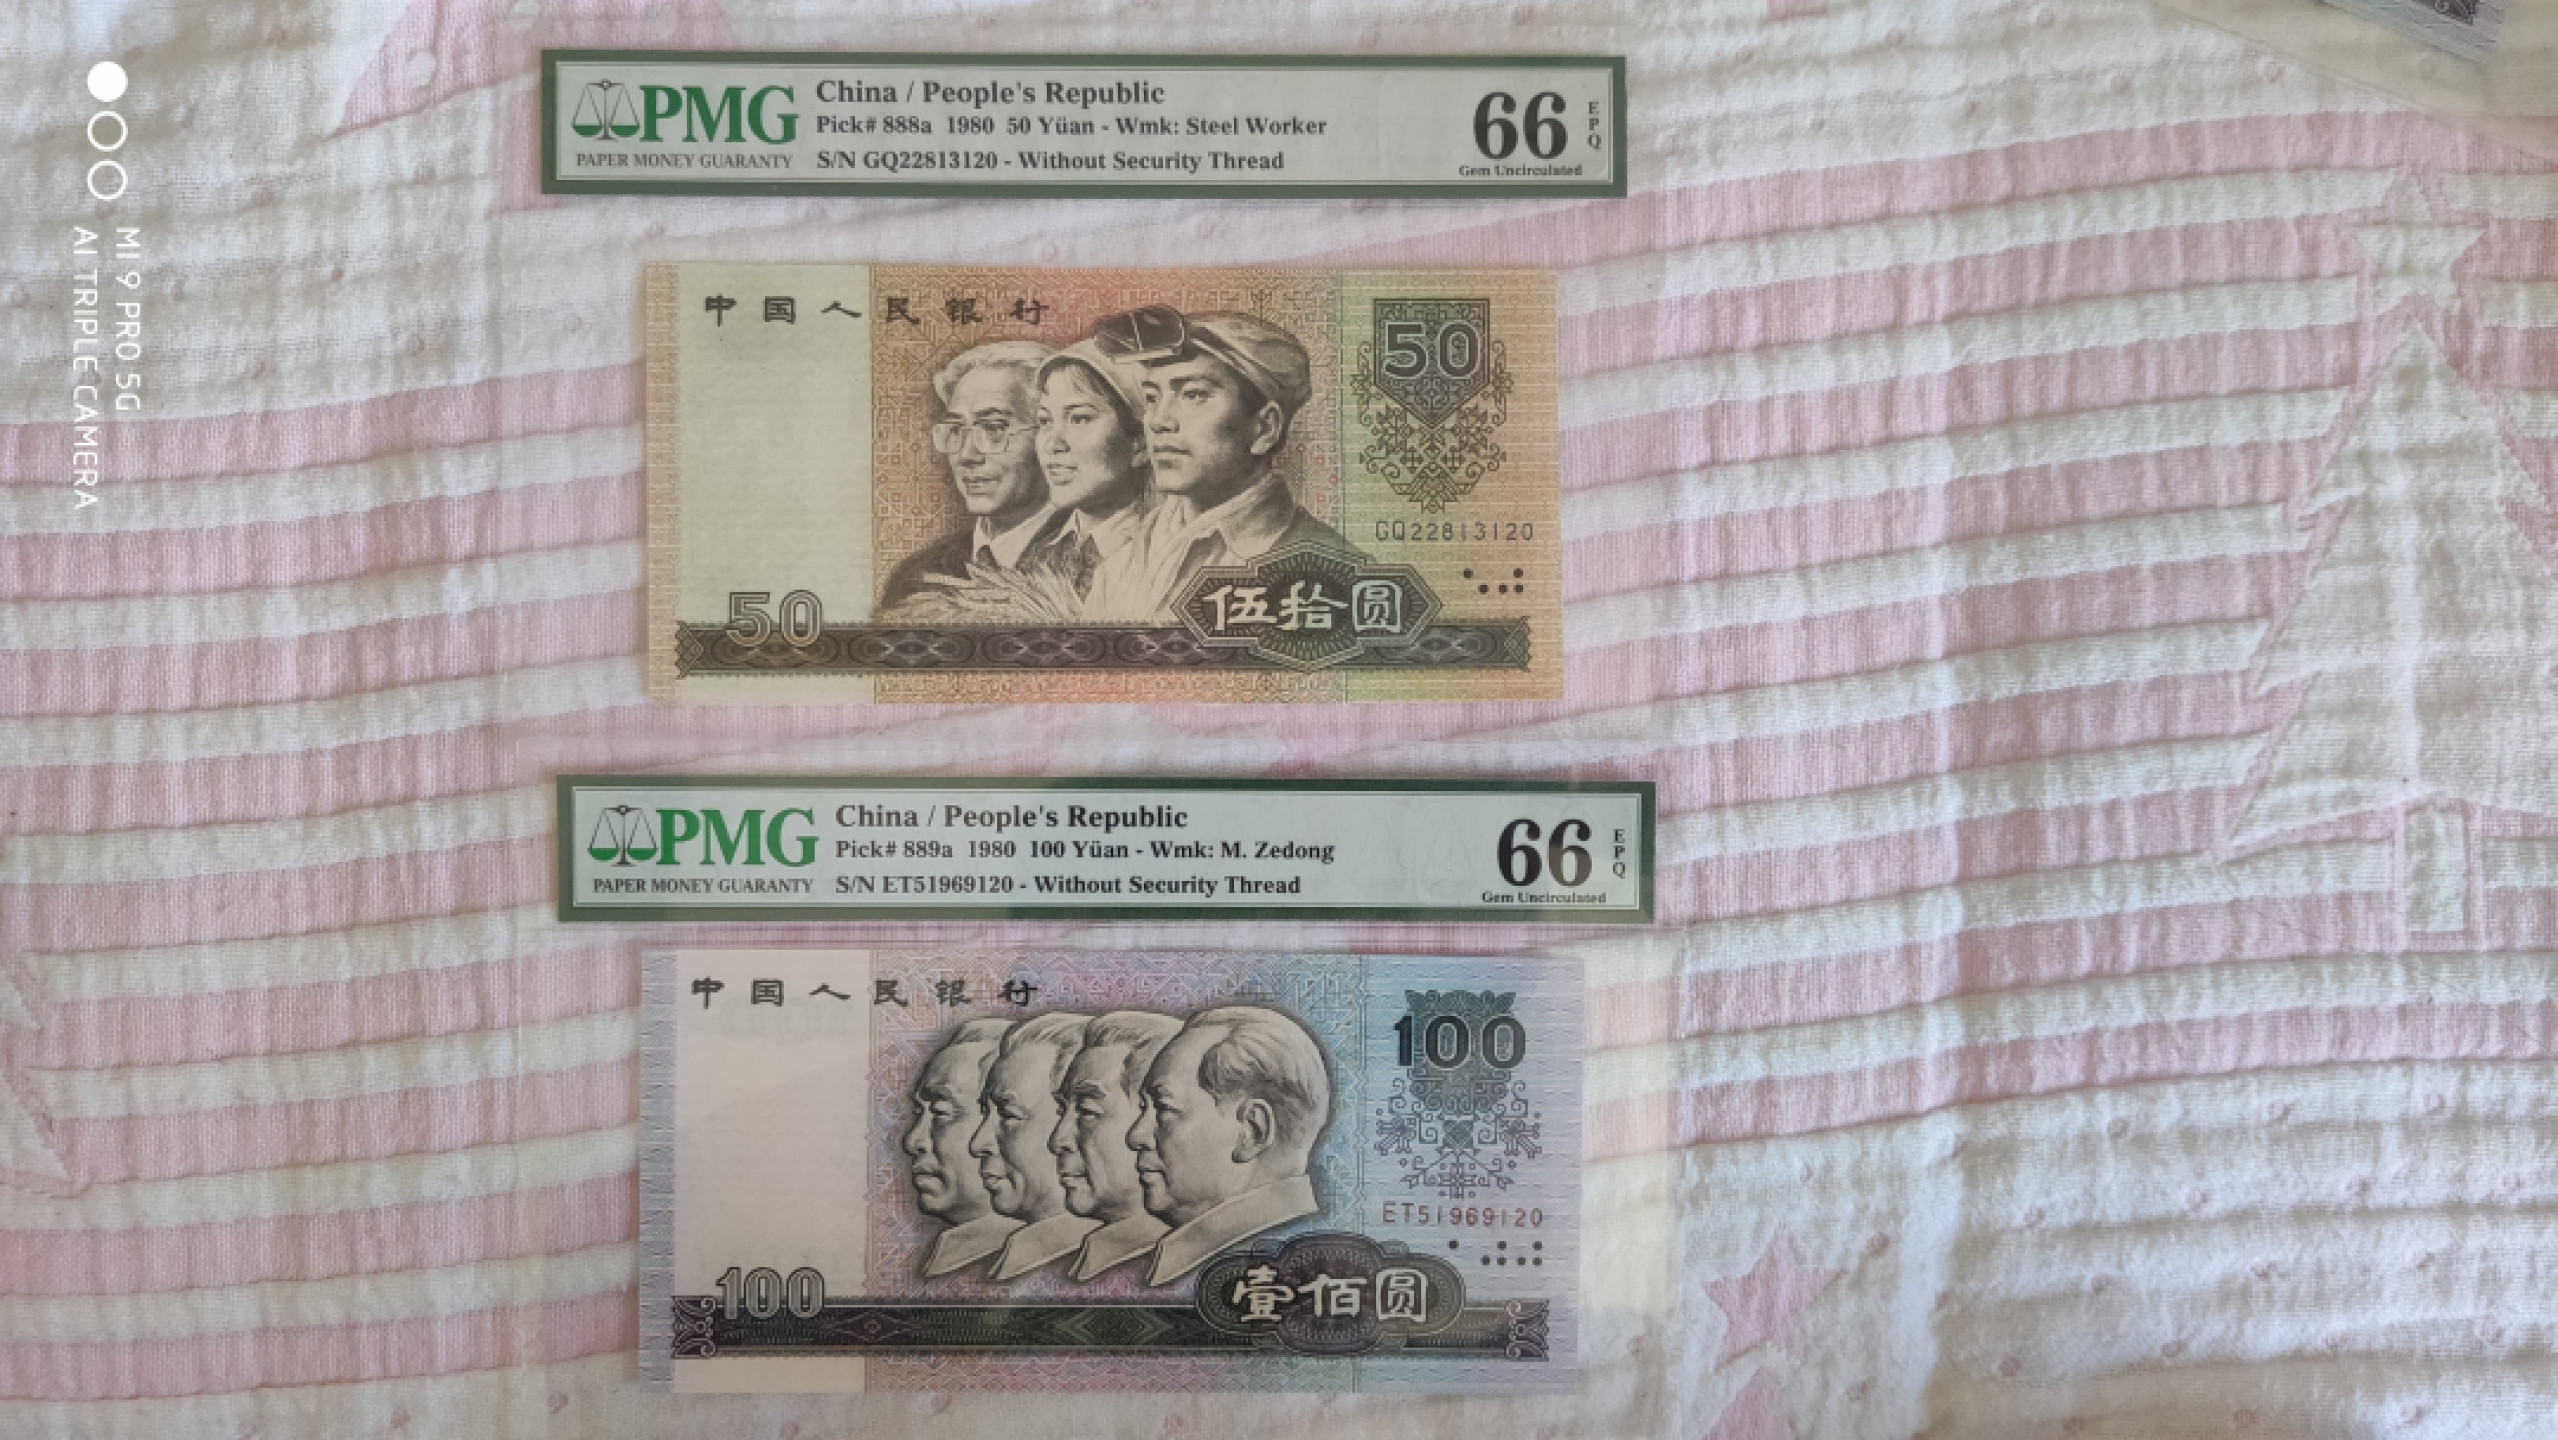 MI 9 PRO 5G
AI TRIPLE CAMERA
PMG
PAPER MONEY GUARANTY
China / People's Republic
Pick# 888a 1980 50 Yüan - Wmk: Steel Worker
S/N GQ22813120 - Without Security Thread
66
EPQ
Gem Uncirculated
中国人民银行
50
GQ22813120
50
伍拾圆
PMG
PAPER MONEY GUARANTY
China / People's Republic
Pick# 889a 1980 100 Yüan - Wmk: M. Zedong
S/N ET51969120 - Without Security Thread
66
EPQ
Gem Uncirculated
中国人民银行
100
ET51969120
100
壹佰圆